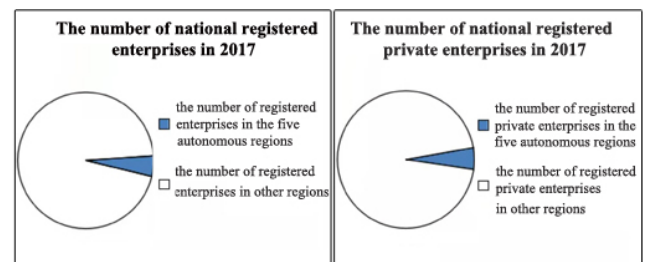 The number of national registered
enterprises in 2017
the number of registered
enterprises in the five
autonomous regions
the number of registered
enterprises in other regions
The number of national registered
private enterprises in 2017
the number of registered
private enterprises in the
five autonomous regions
the number of registered
private enterprises
in other regions